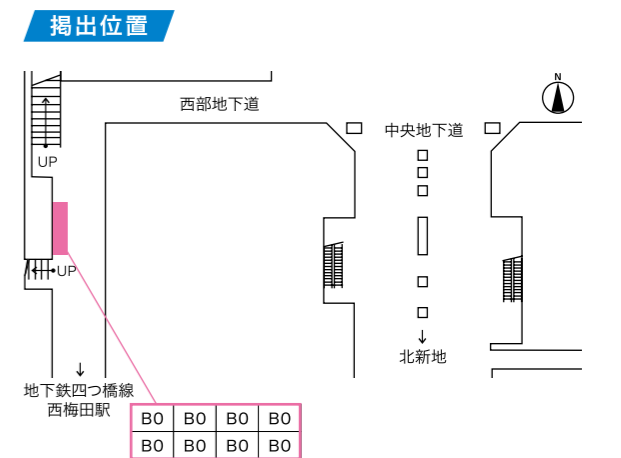 掲出位置
N
西部地下道
中央地下道
UP
UP
北新地
地下鉄四つ橋線
西梅田駅
B0 B0 B0 B0
B0 B0 B0 B0